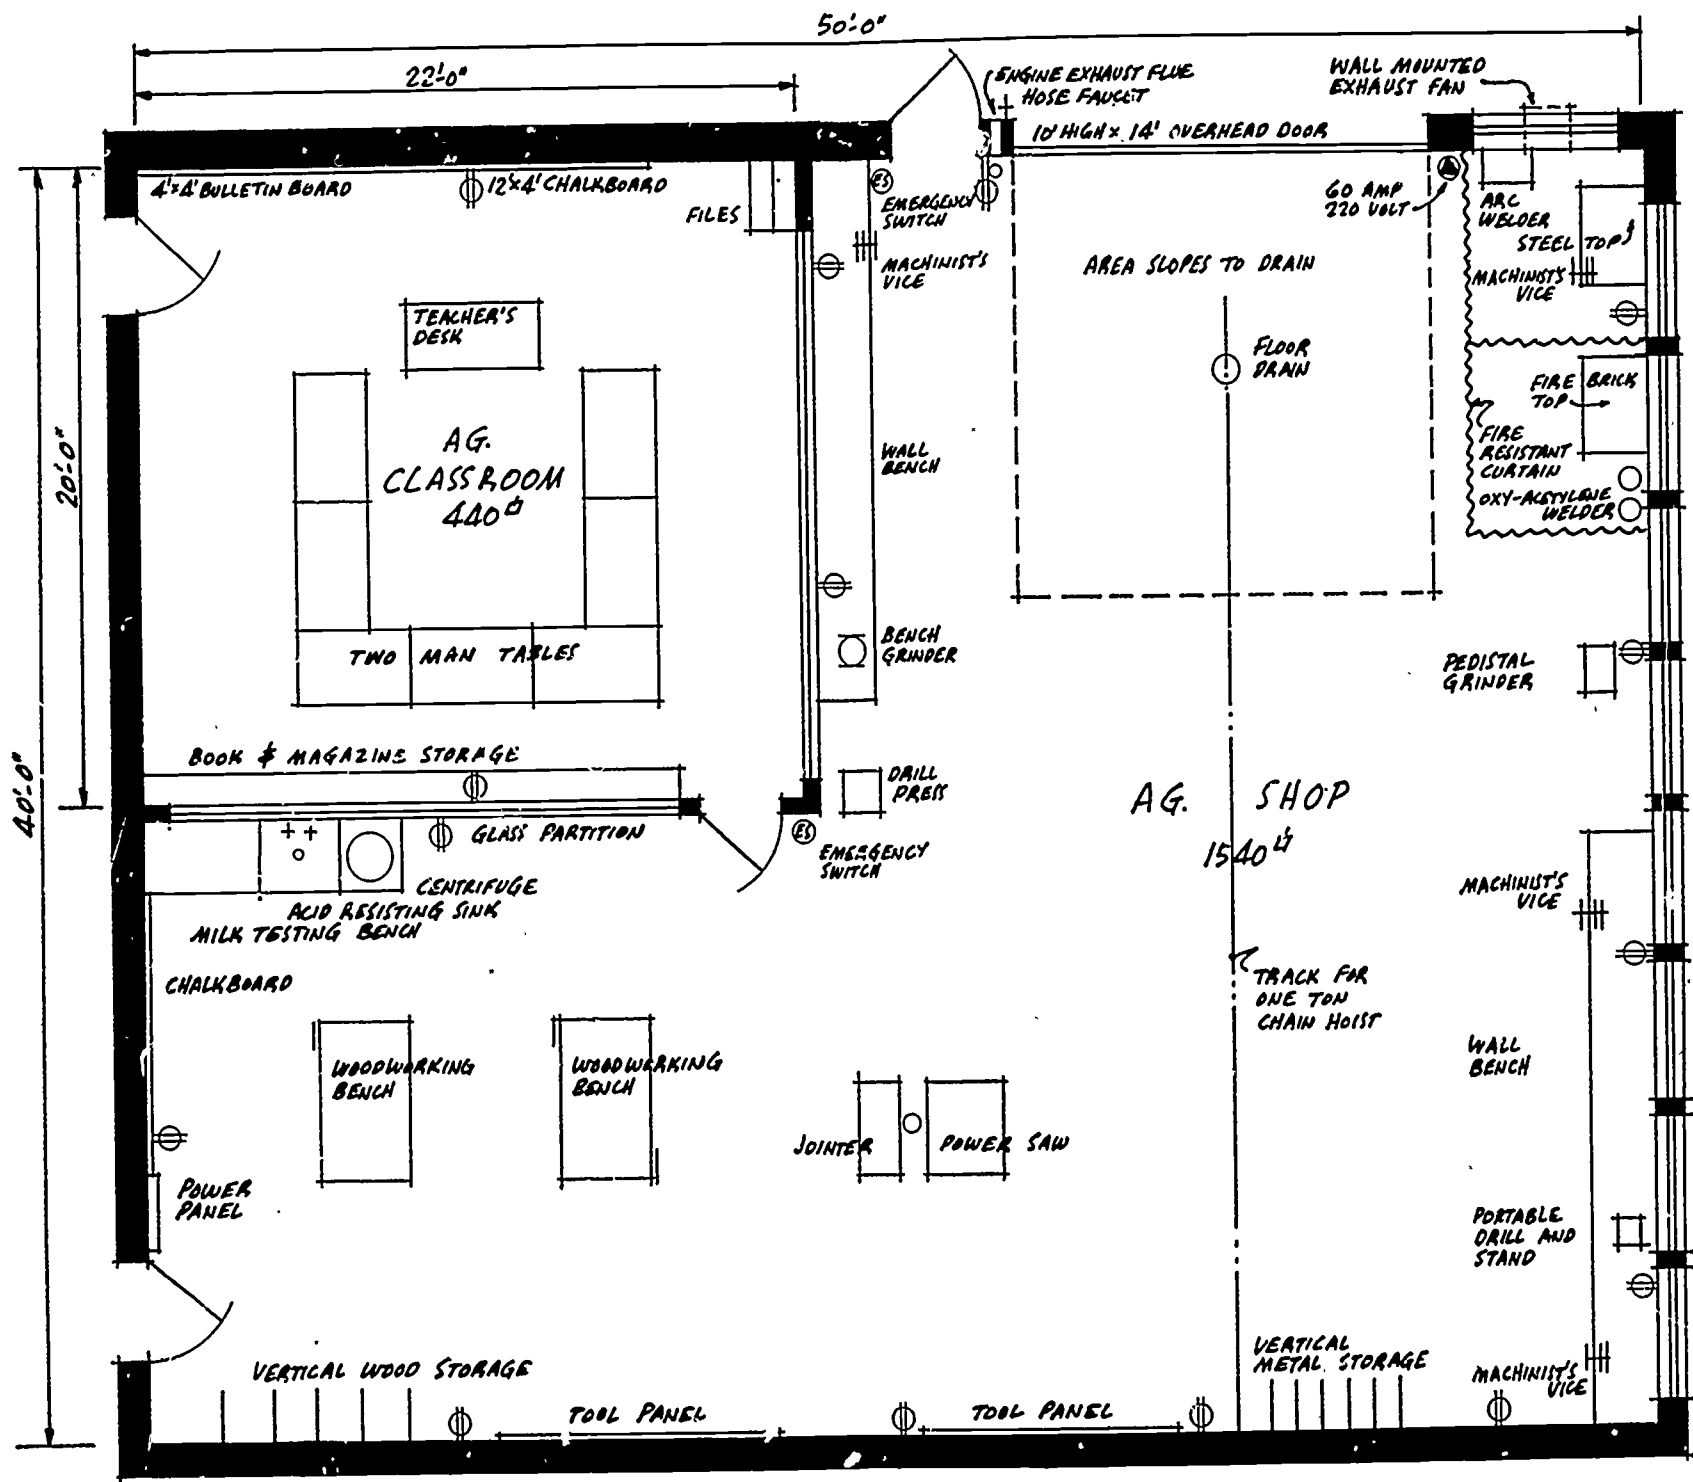 50'-0"
22'-0"
ENGINE EXHAUST FLUE
HOSE FAUCET
WALL MOUNTED
EXHAUST FAN
10' HIGH x 14' OVERHEAD DOOR
4'x4' BULLETIN BOARD
12'x4' CHALKBOARD
FILES
ES
EMERGENCY
SWITCH
60 AMP
220 VOLT
ARC
WELDER
STEEL TOP
MACHINIST'S
VICE
MACHINIST'S
VICE
AREA SLOPES TO DRAIN
TEACHER'S
DESK
FLOOR
DRAIN
FIRE BRICK
TOP
FIRE
RESISTANT
CURTAIN
OXY-ACETYLENE
WELDER
20'-0"
AG.
CLASSROOM
440
WALL
BENCH
TWO MAN TABLES
BENCH
GRINDER
PEDISTAL
GRINDER
40'-0"
BOOK & MAGAZINE STORAGE
DRILL
PRESS
AG. SHOP
1540
GLASS PARTITION
ES
EMERGENCY
SWITCH
CENTRIFUGE
ACID RESISTING SINK
MILK TESTING BENCH
MACHINIST'S
VICE
CHALKBOARD
TRACK FOR
ONE TON
CHAIN HOIST
WOODWORKING
BENCH
WOODWORKING
BENCH
WALL
BENCH
JOINTER
POWER SAW
POWER
PANEL
PORTABLE
DRILL AND
STAND
VERTICAL WOOD STORAGE
VERTICAL
METAL STORAGE
MACHINIST'S
VICE
TOOL PANEL
TOOL PANEL